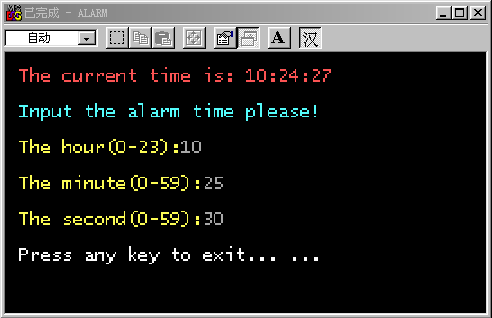 已完成 - ALARM
自动 A 汉
The current time is: 10:24:27
Input the alarm time please!
The hour(0-23):10
The minute(0-59):25
The second(0-59):30
Press any key to exit... ...